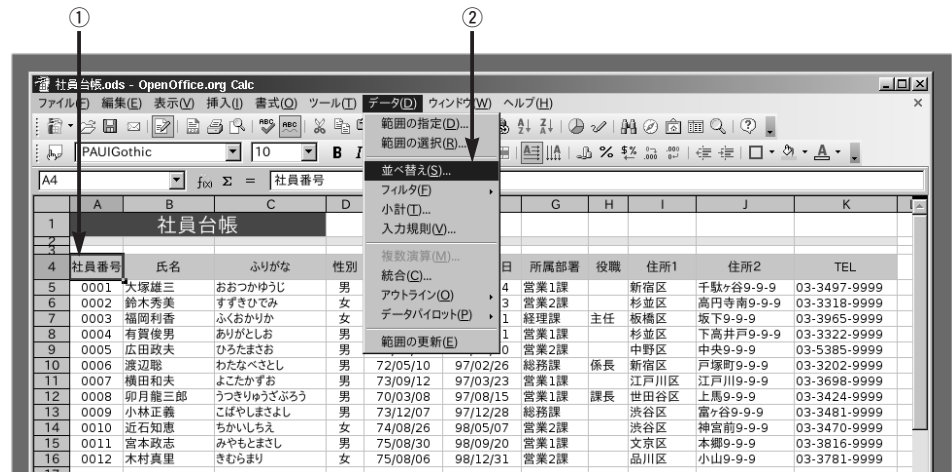 ① ②
社員台帳.ods - OpenOffice.org Calc
ファイル(F) 編集(E) 表示(V) 挿入(I) 書式(O) ツール(T) データ(D) ウィンドウ(W) ヘルプ(H)
PAUIGothic 10 B I
A4 社員番号
範囲の指定(D)...
範囲の選択(R)...
並べ替え(S)...
フィルタ(F)
小計(T)...
入力規則(V)...
複数演算(M)...
統合(C)...
アウトライン(O)
データパイロット(P)
範囲の更新(E)
A B C D G H I J K
1 社員台帳
2
3
4 社員番号 氏名 ふりがな 性別 日 所属部署 役職 住所1 住所2 TEL
5 0001 大塚雄三 おおつかゆうじ 男 4 営業1課 新宿区 千駄ヶ谷9-9-9 03-3497-9999
6 0002 鈴木秀美 すずきひでみ 女 3 営業2課 杉並区 高円寺南9-9-9 03-3318-9999
7 0003 福岡利香 ふくおかりか 女 1 経理課 主任 板橋区 坂下9-9-9 03-3965-9999
8 0004 有賀俊男 ありがとしお 男 1 営業1課 杉並区 下高井戸9-9-9 03-3322-9999
9 0005 広田政夫 ひろたまさお 男 0 営業2課 中野区 中央9-9-9 03-5385-9999
10 0006 渡辺聡 わたなべさとし 男 72/05/10 97/02/26 総務課 係長 新宿区 戸塚町9-9-9 03-3202-9999
11 0007 横田和夫 よこたかずお 男 73/09/12 97/03/23 営業1課 江戸川区 江戸川9-9-9 03-3698-9999
12 0008 卯月龍三郎 うつきりゅうざぶろう 男 70/03/08 97/08/15 営業1課 課長 世田谷区 上馬9-9-9 03-3424-9999
13 0009 小林正義 こばやしまさよし 男 73/12/07 97/12/28 総務課 渋谷区 富ヶ谷9-9-9 03-3481-9999
14 0010 近石知恵 ちかいしちえ 女 74/08/26 98/05/07 営業2課 渋谷区 神宮前9-9-9 03-3470-9999
15 0011 宮本政志 みやもとまさし 男 75/08/30 98/09/20 営業1課 文京区 本郷9-9-9 03-3816-9999
16 0012 木村真里 きむらまり 女 75/08/06 98/12/31 営業2課 品川区 小山9-9-9 03-3781-9999